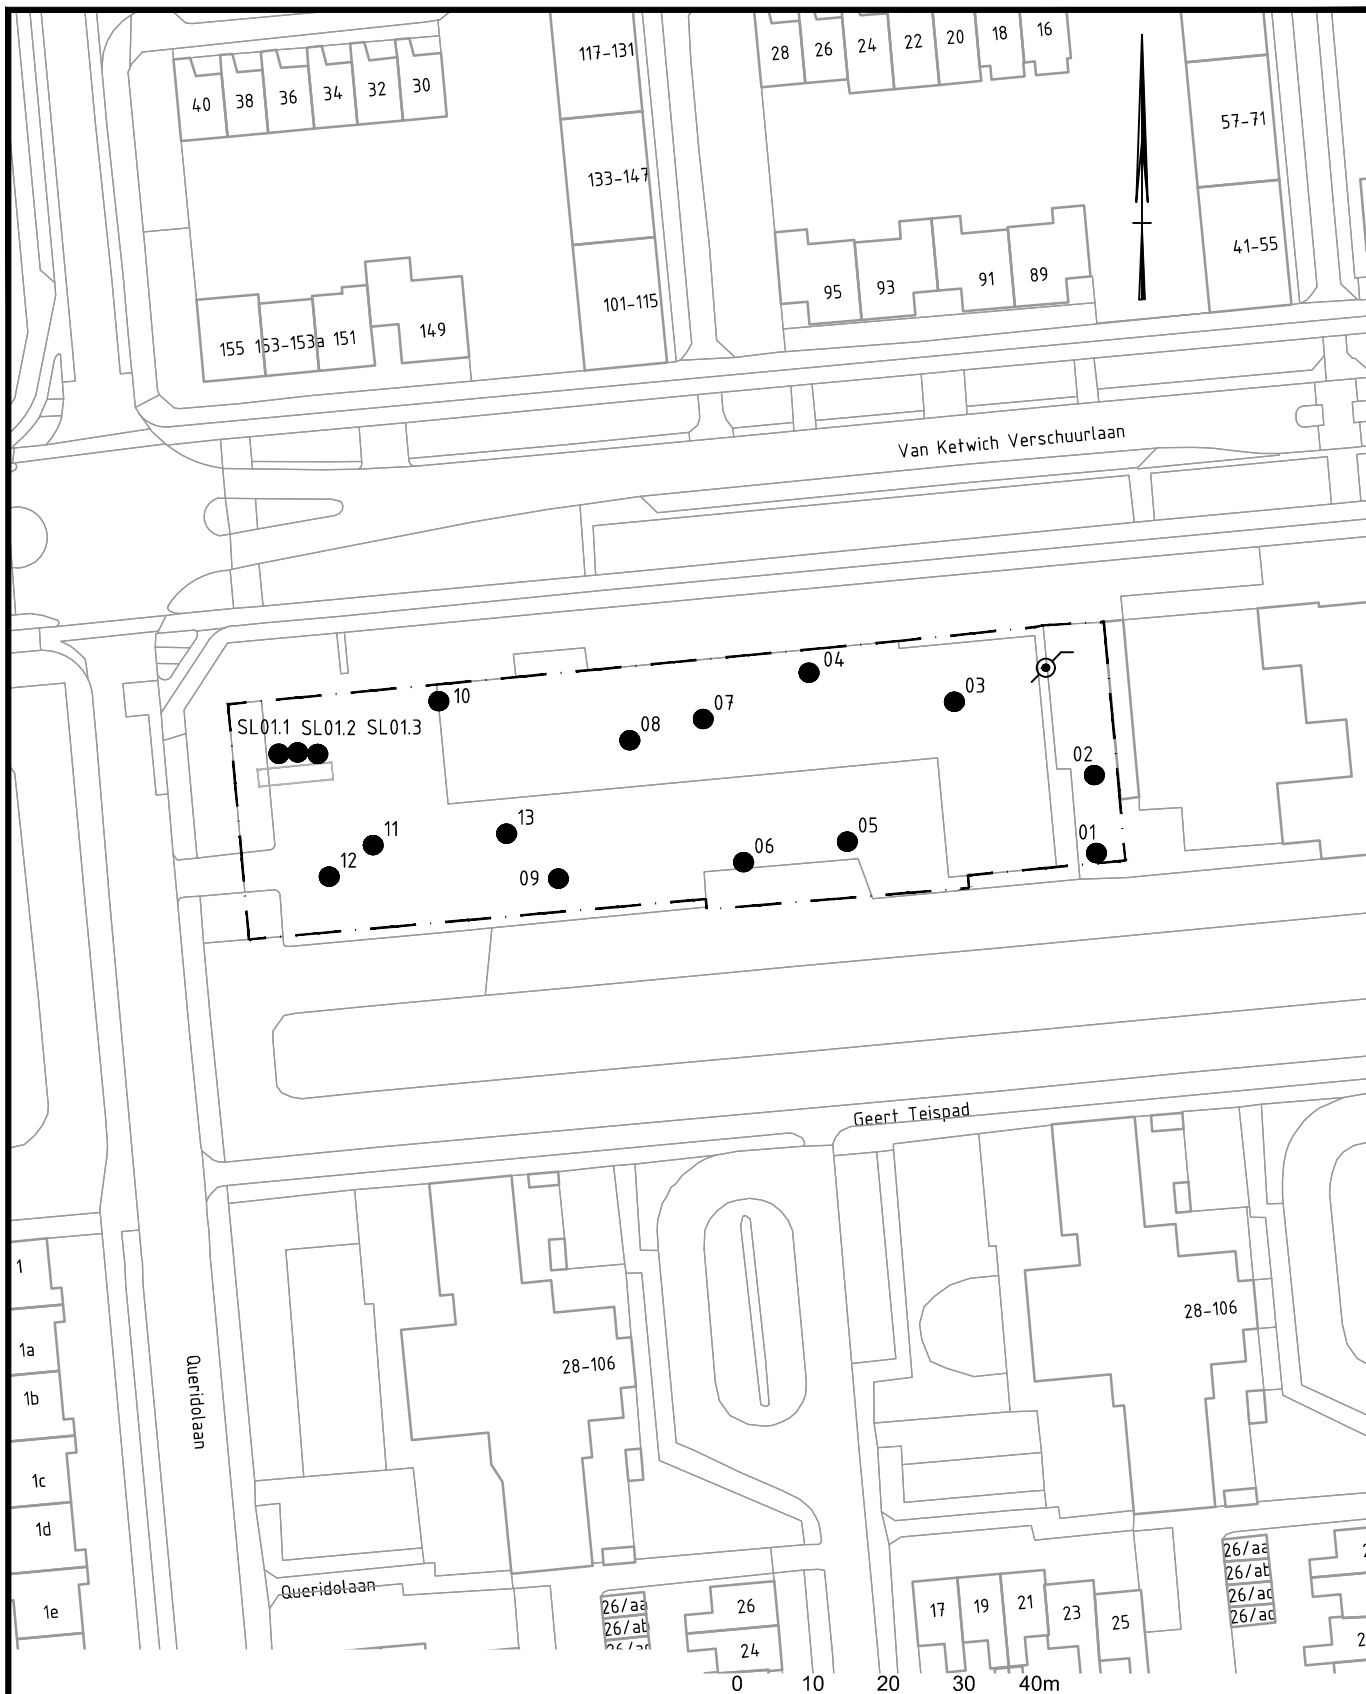 117-131
28 26 24 22 20 18 16
40 38 36 34 32 30
57-71
133-147
41-55
95 93 91 89
101-115
155 153-153a 151 149
Van Ketwich Verschuurlaan
10 04 03
SL01.1 SL01.2 SL01.3
08 07
02
11 13 05 01
12 09 06
Geert Teispad
1
28-106
1a
28-106
1b
Queridolaan
1c
1d
26/aa
26/ab
Queridolaan
1e
26/aa
26/ab
26
24
17 19 21 23 25
0 10 20 30 40m